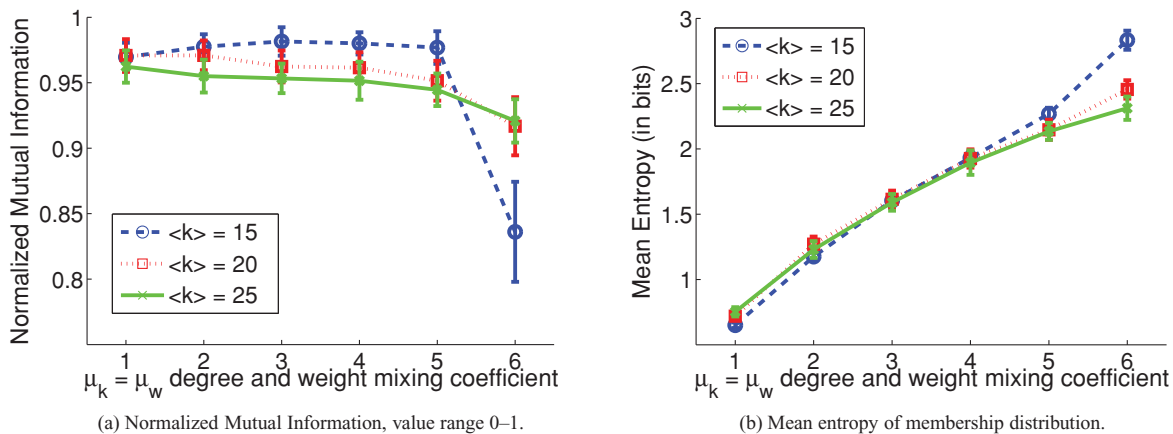 1
0.95
0.9
0.85
0.8
Normalized Mutual Information
<k> = 15
<k> = 20
<k> = 25
1 2 3 4 5 6
μk = μw degree and weight mixing coefficient
(a) Normalized Mutual Information, value range 0–1.
3
2.5
2
1.5
1
Mean Entropy (in bits)
<k> = 15
<k> = 20
<k> = 25
1 2 3 4 5 6
μk = μw degree and weight mixing coefficient
(b) Mean entropy of membership distribution.